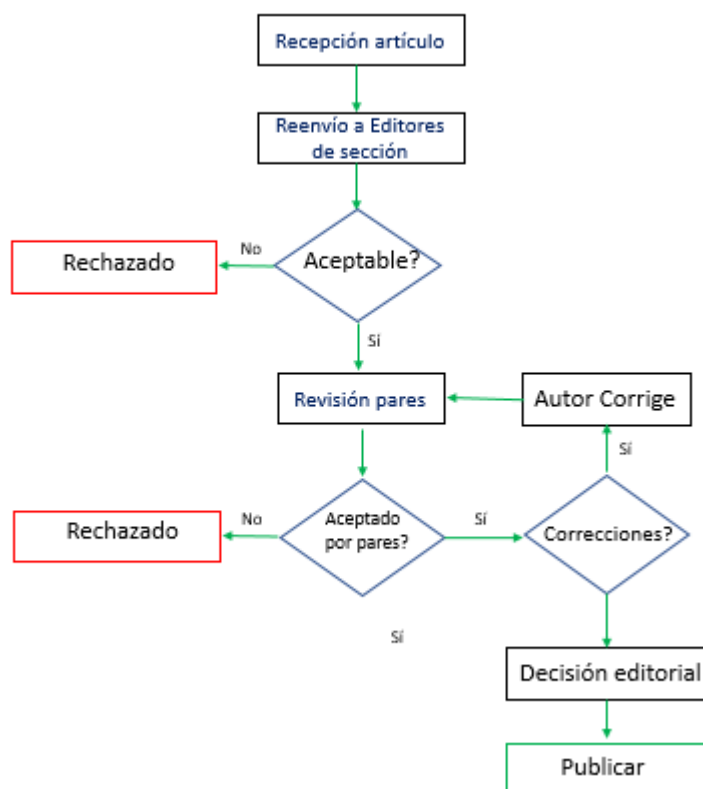 Recepción artículo
Reenvío a Editores
de sección
No
Rechazado
Aceptable?
Sí
Revisión pares
Autor Corrige
Sí
Rechazado
No
Aceptado
por pares?
Sí
Correcciones?
Sí
Decisión editorial
Publicar